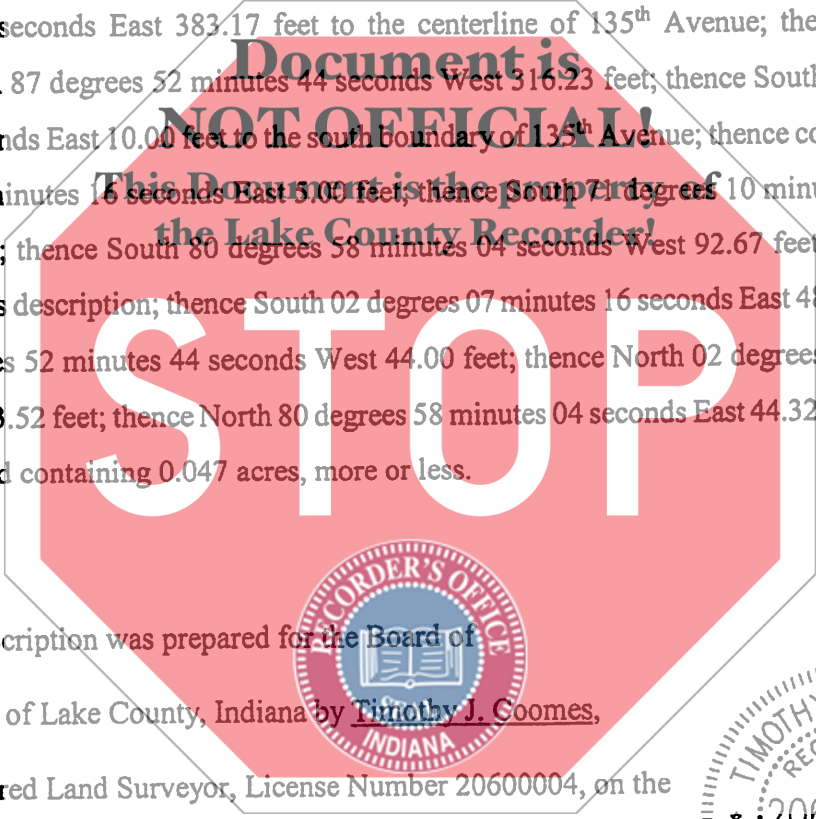 seconds East 383.17 feet to the centerline of 135th Avenue; the
87 degrees 52 minutes 44 seconds West 316.23 feet; thence South
nds East 10.00 feet to the south boundary of 135th Avenue; thence co
inutes 16 seconds East 5.00 feet; thence South 71 degrees 10 minu
; thence South 80 degrees 58 minutes 04 seconds West 92.67 feet
s description; thence South 02 degrees 07 minutes 16 seconds East 48
s 52 minutes 44 seconds West 44.00 feet; thence North 02 degrees
.52 feet; thence North 80 degrees 58 minutes 04 seconds East 44.32
d containing 0.047 acres, more or less.
Document is
NOT OFFICIAL!
This Document is the property of
the Lake County Recorder!
STOP
RECORDER'S OFFICE
SEAL
INDIANA
cription was prepared for the Board of
of Lake County, Indiana by Timothy J. Coomes,
red Land Surveyor, License Number 20600004, on the
TIMOTHY
REC
* 206